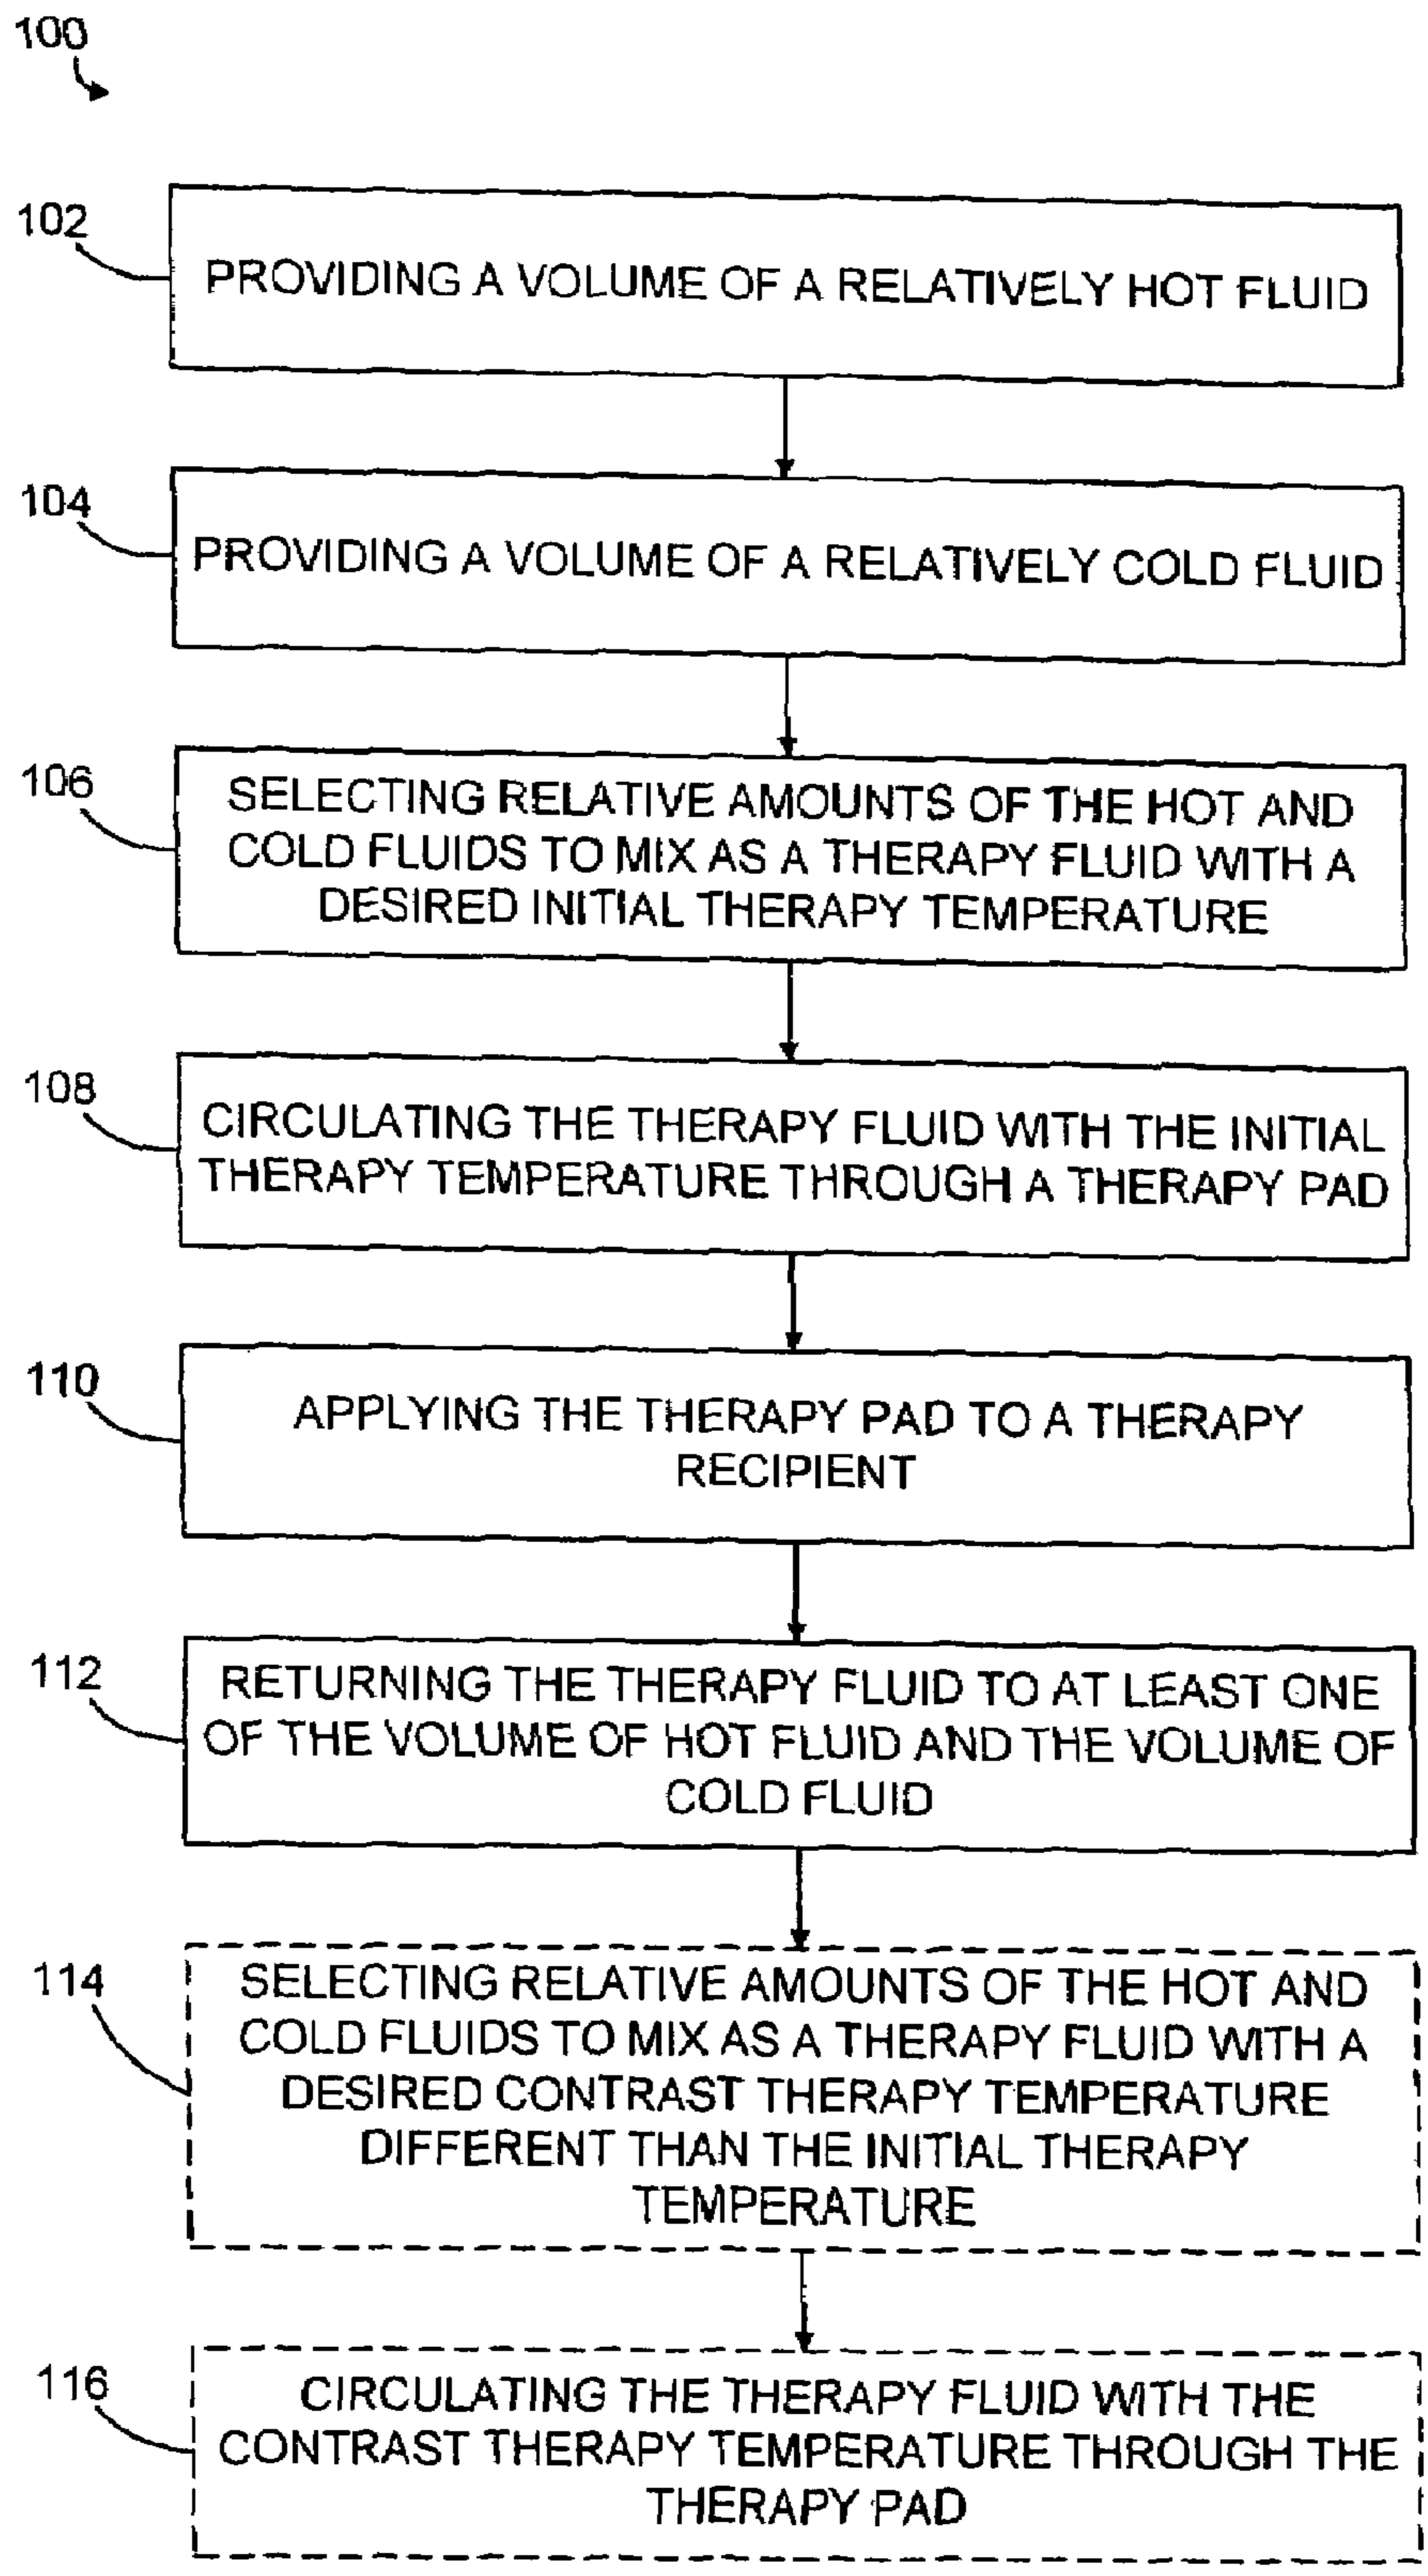 100
102
PROVIDING A VOLUME OF A RELATIVELY HOT FLUID
104
PROVIDING A VOLUME OF A RELATIVELY COLD FLUID
106
SELECTING RELATIVE AMOUNTS OF THE HOT AND
COLD FLUIDS TO MIX AS A THERAPY FLUID WITH A
DESIRED INITIAL THERAPY TEMPERATURE
108
CIRCULATING THE THERAPY FLUID WITH THE INITIAL
THERAPY TEMPERATURE THROUGH A THERAPY PAD
110
APPLYING THE THERAPY PAD TO A THERAPY
RECIPIENT
112
RETURNING THE THERAPY FLUID TO AT LEAST ONE
OF THE VOLUME OF HOT FLUID AND THE VOLUME OF
COLD FLUID
114
SELECTING RELATIVE AMOUNTS OF THE HOT AND
COLD FLUIDS TO MIX AS A THERAPY FLUID WITH A
DESIRED CONTRAST THERAPY TEMPERATURE
DIFFERENT THAN THE INITIAL THERAPY
TEMPERATURE
116
CIRCULATING THE THERAPY FLUID WITH THE
CONTRAST THERAPY TEMPERATURE THROUGH THE
THERAPY PAD